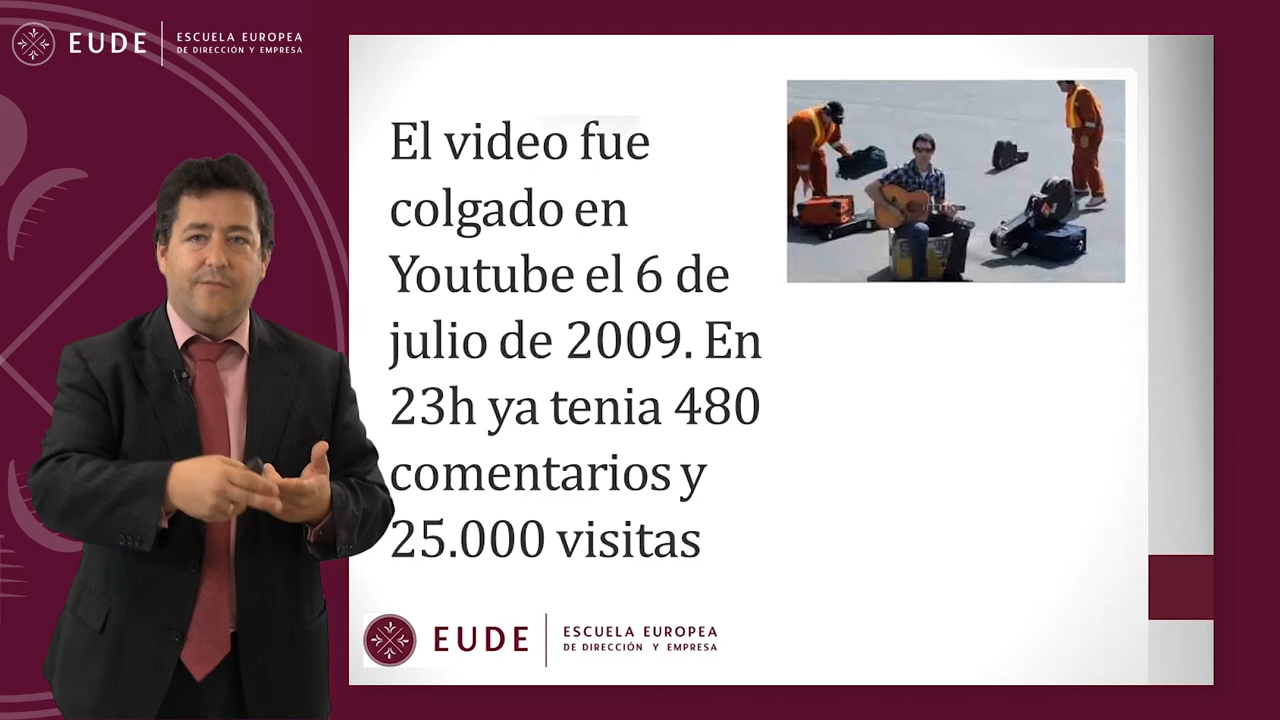 EUDE
ESCUELA EUROPEA
DE DIRECCIÓN Y EMPRESA
El video fue
colgado en
Youtube el 6 de
julio de 2009. En
23h ya tenia 480
comentarios y
25.000 visitas
EUDE
ESCUELA EUROPEA
DE DIRECCIÓN Y EMPRESA